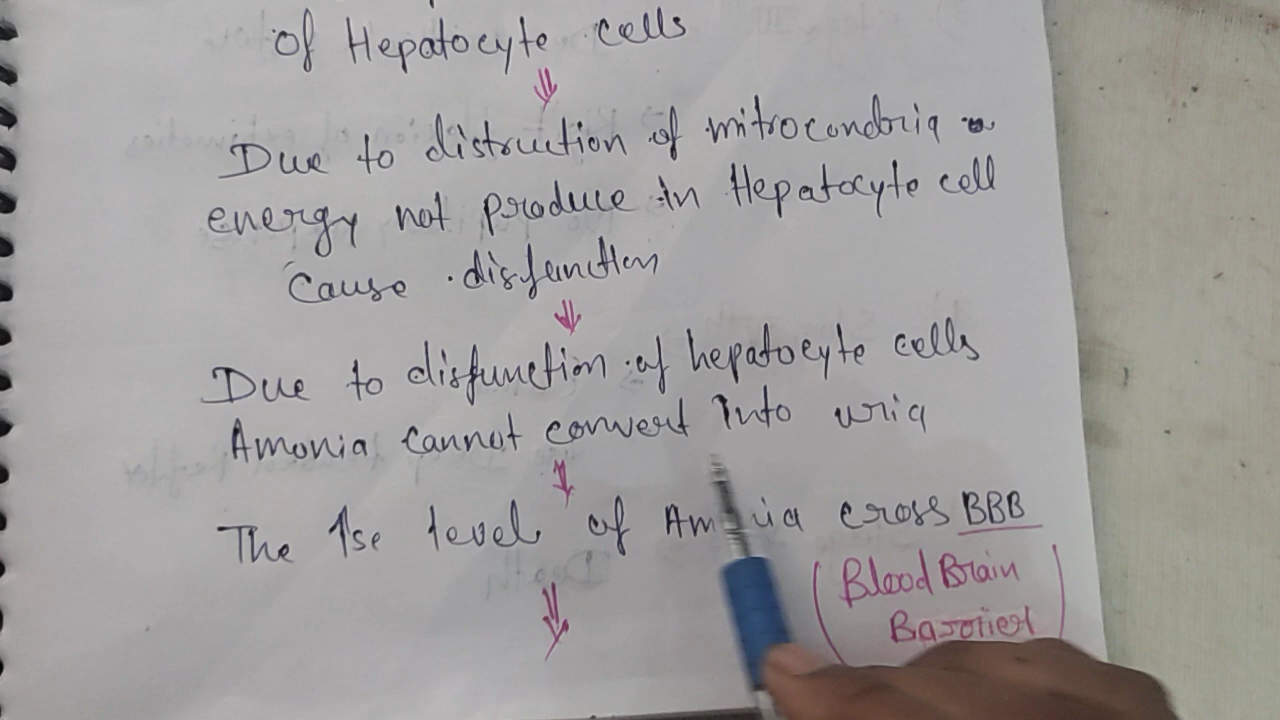 of Hepatocyte cells
Due to distruction of mitrocondria
energy not produce in Hepatocyte cell
Cause disfunction
Due to disfunction of hepatocyte cells
Amonia cannot convert into uria
The ↑se level of Amonia cross BBB
(Blood Brain
Barrier)